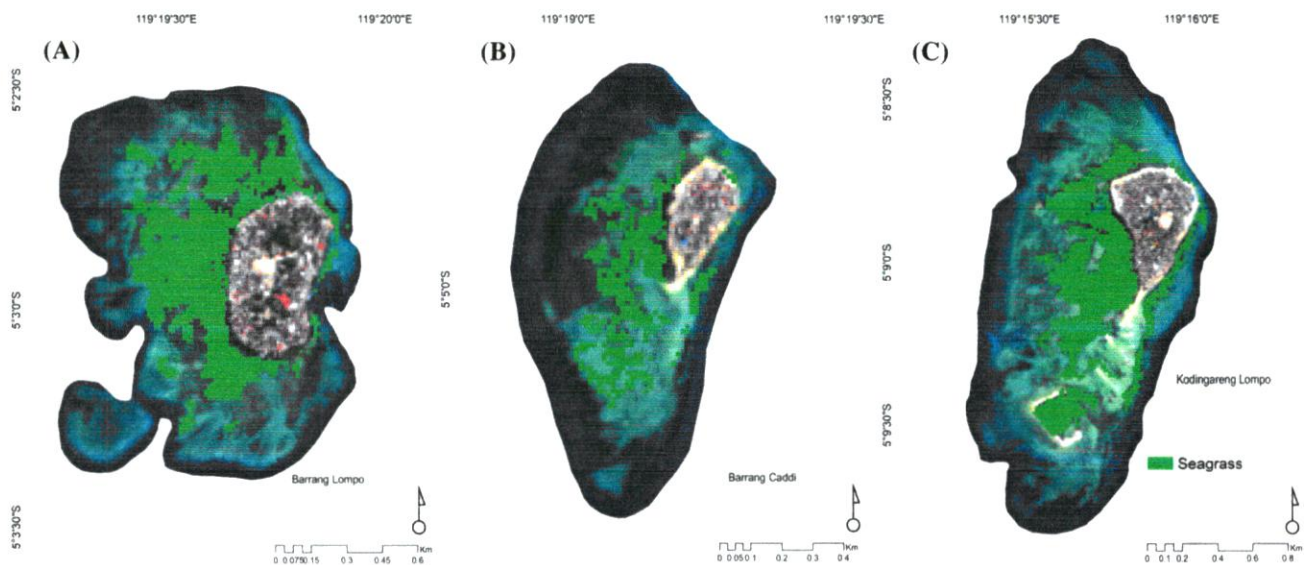 119°19'30"E 119°20'0"E 119°19'0"E 119°19'30"E 119°15'30"E 119°16'0"E
(A) (B) (C)
5°2'30"S
5°3'0"S
5°3'30"S
5°5'0"S
5°8'30"S
5°9'0"S
5°9'30"S
Kodingareng Lompo
Seagrass
Barrang Lompo
Barrang Caddi
Km
0 0.0750.15 0.3 0.45 0.6
Km
0 0.050.1 0.2 0.3 0.4
Km
0 0.1 0.2 0.4 0.6 0.8